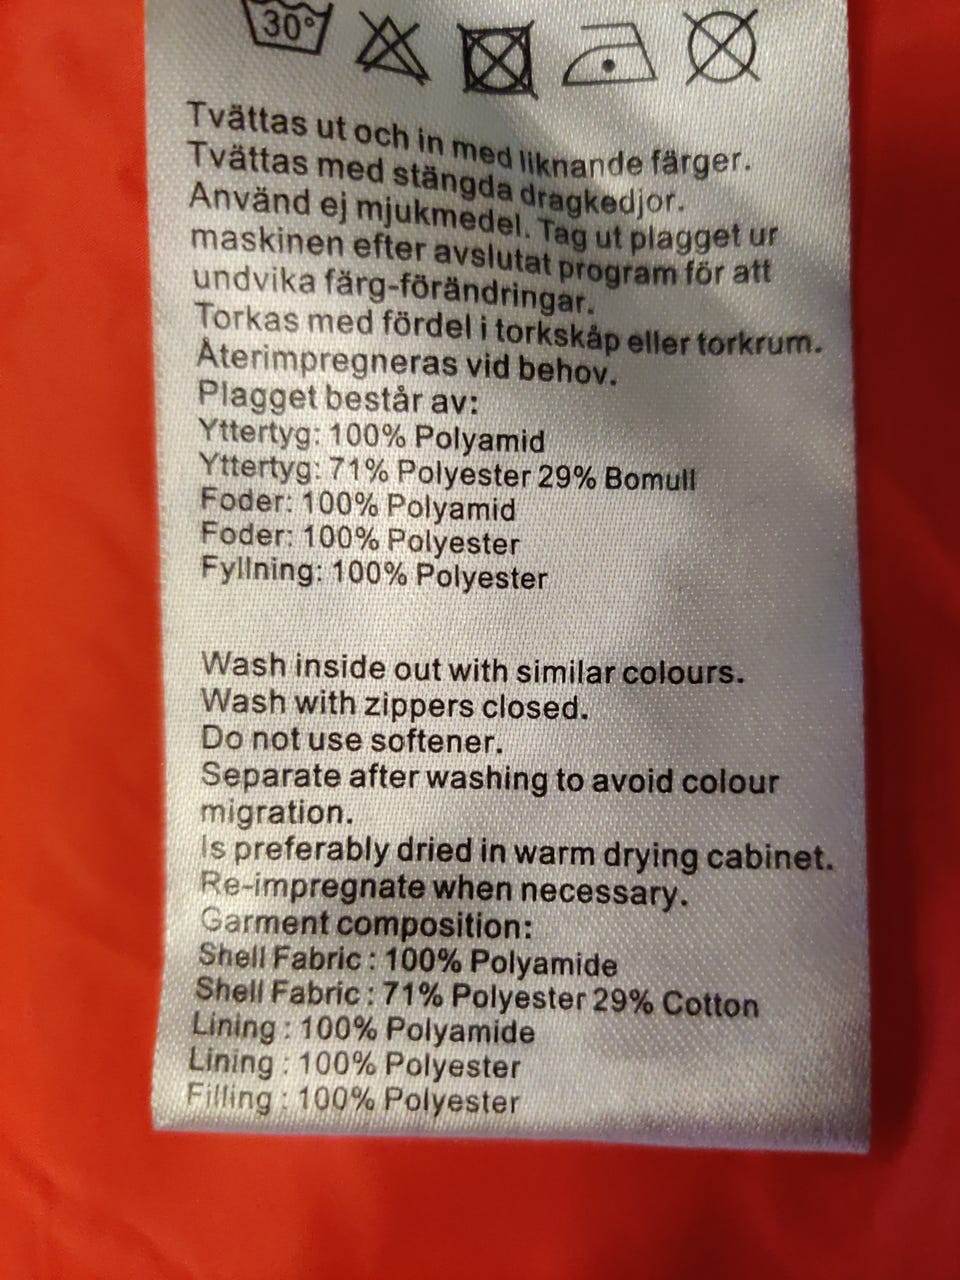 30°
Tvättas ut och in med liknande färger.
Tvättas med stängda dragkedjor.
Använd ej mjukmedel. Tag ut plagget ur
maskinen efter avslutat program för att
undvika färg-förändringar.
Torkas med fördel i torkskåp eller torkrum.
Återimpregneras vid behov.
Plagget består av:
Yttertyg: 100% Polyamid
Yttertyg: 71% Polyester 29% Bomull
Foder: 100% Polyamid
Foder: 100% Polyester
Fyllning: 100% Polyester
Wash inside out with similar colours.
Wash with zippers closed.
Do not use softener.
Separate after washing to avoid colour
migration.
Is preferably dried in warm drying cabinet.
Re-impregnate when necessary.
Garment composition:
Shell Fabric : 100% Polyamide
Shell Fabric : 71% Polyester 29% Cotton
Lining : 100% Polyamide
Lining : 100% Polyester
Filling : 100% Polyester